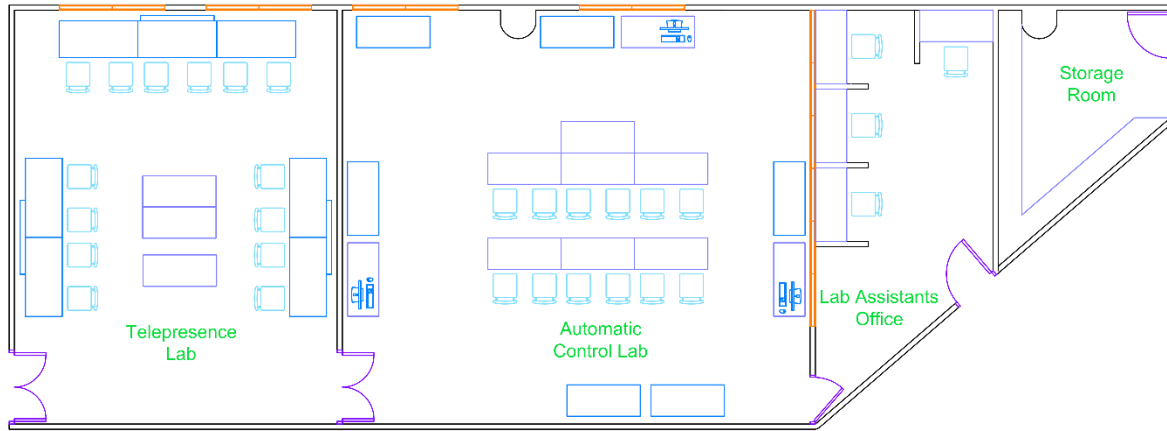 Storage
Room
Lab Assistants
Office
Telepresence
Lab
Automatic
Control Lab